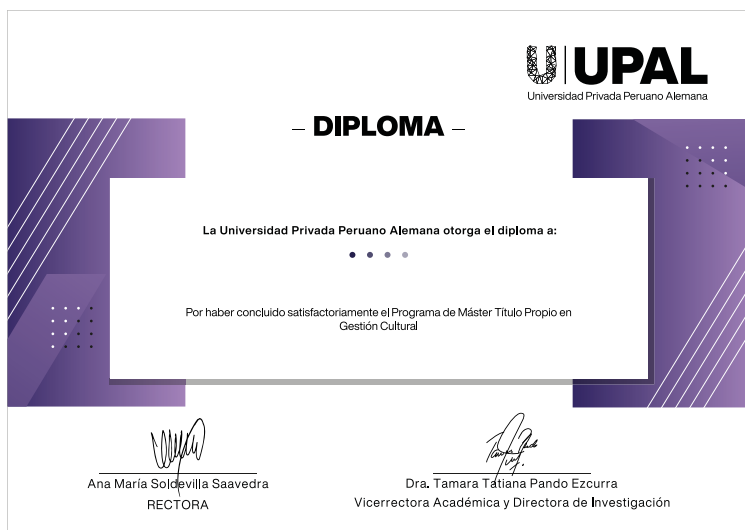 UPAL
Universidad Privada Peruano Alemana
– DIPLOMA –
La Universidad Privada Peruano Alemana otorga el diploma a:
Por haber concluido satisfactoriamente el Programa de Máster Título Propio en
Gestión Cultural
Ana María Soldevilla Saavedra
RECTORA
Dra. Tamara Tatiana Pando Ezcurra
Vicerrectora Académica y Directora de Investigación